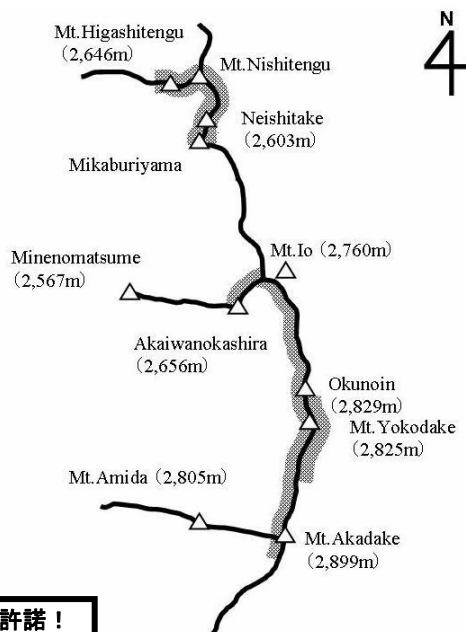 N
Mt.Higashitengu
(2,646m)
Mt.Nishitengu
Neishitake
(2,603m)
Mikaburiyama
Mt.Io (2,760m)
Minenomatsume
(2,567m)
Akaiwanokashira
(2,656m)
Okunoin
(2,829m)
Mt.Yokodake
(2,825m)
Mt.Amida (2,805m)
Mt.Akadake
(2,899m)
許諾！